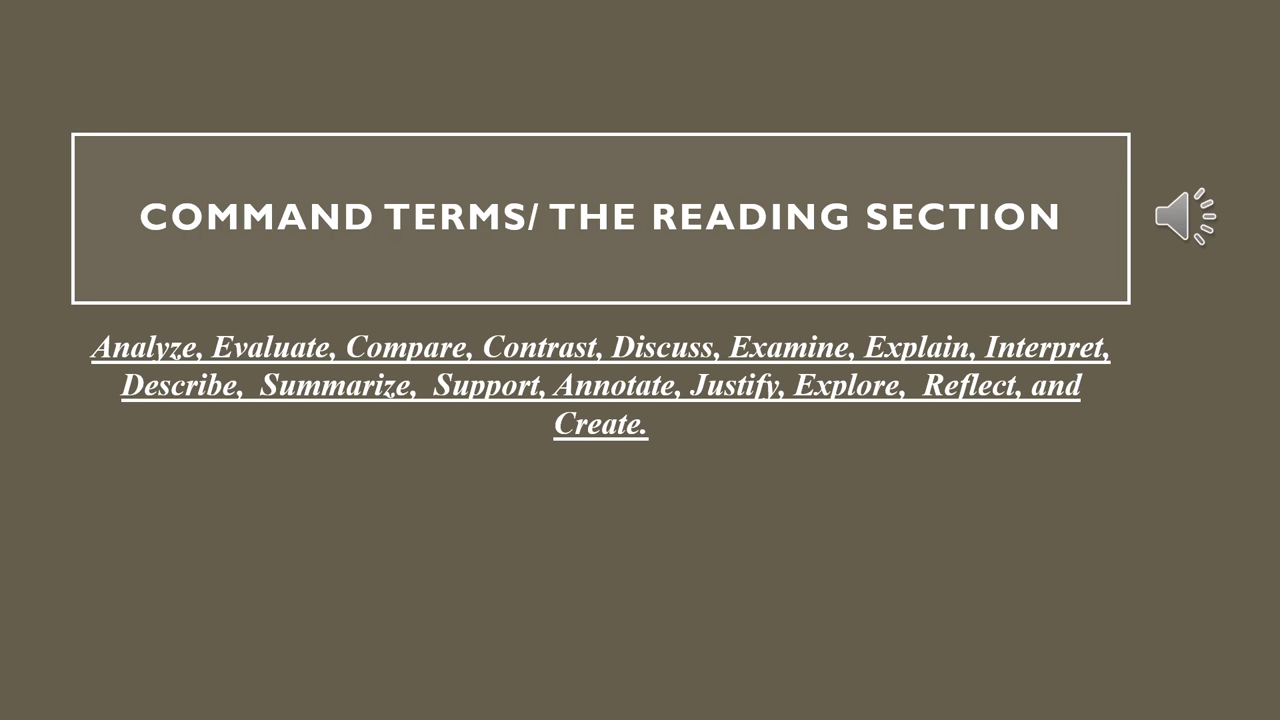 COMMAND TERMS/ THE READING SECTION
Analyze, Evaluate, Compare, Contrast, Discuss, Examine, Explain, Interpret,
Describe,  Summarize,  Support, Annotate, Justify, Explore,  Reflect, and
Create.